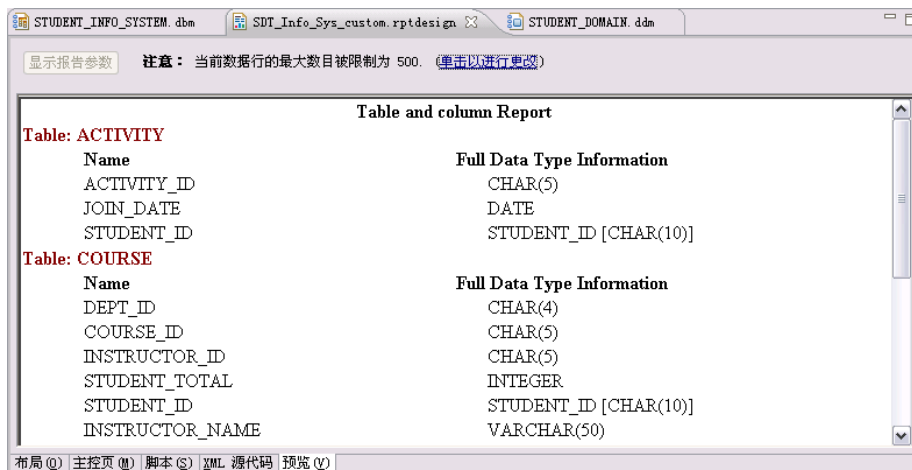 STUDENT_INFO_SYSTEM.dbm SDT_Info_Sys_custom.rptdesign STUDENT_DOMAIN.ddm
显示报告参数 注意： 当前数据行的最大数目被限制为 500. (单击以进行更改)
Table and column Report
Table: ACTIVITY
Name Full Data Type Information
ACTIVITY_ID CHAR(5)
JOIN_DATE DATE
STUDENT_ID STUDENT_ID [CHAR(10)]
Table: COURSE
Name Full Data Type Information
DEPT_ID CHAR(4)
COURSE_ID CHAR(5)
INSTRUCTOR_ID CHAR(5)
STUDENT_TOTAL INTEGER
STUDENT_ID STUDENT_ID [CHAR(10)]
INSTRUCTOR_NAME VARCHAR(50)
布局(O) 主控页(M) 脚本(S) XML 源代码 预览(V)